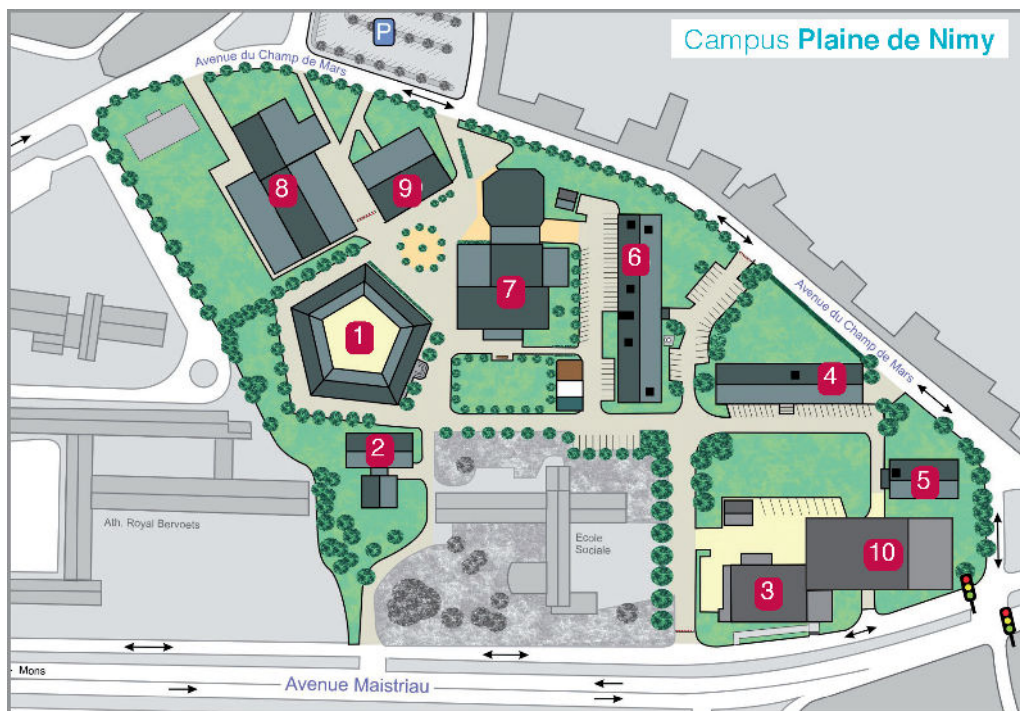 P
Campus Plaine de Nimy
Avenue du Champ de Mars
8
9
6
7
1
Avenue du Champ de Mars
4
2
5
Ath. Royal Bervoets
Ecole
Sociale
10
3
Mons
Avenue Maistriau